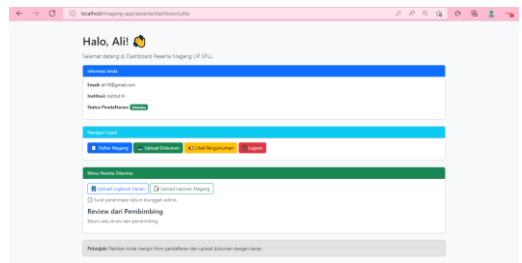 localhost/magang-app/peserta/dashboard.php
Halo, Ali!
Selamat datang di Dashboard Peserta Magang UP. SPLL.
Informasi Anda
Email: ali18@gmail.com
Institusi: Institut H
Status Pendaftaran:
Navigasi Cepat
Daftar Magang
Upload Dokumen
Lihat Pengumuman
Logout
Menu Peserta Diterima
Upload Logbook Harian
Upload Laporan Magang
Surat penerimaan belum diunggah admin.
Review dari Pembimbing
Belum ada review dari pembimbing.
Petunjuk: Pastikan Anda mengisi form pendaftaran dan upload dokumen dengan benar.